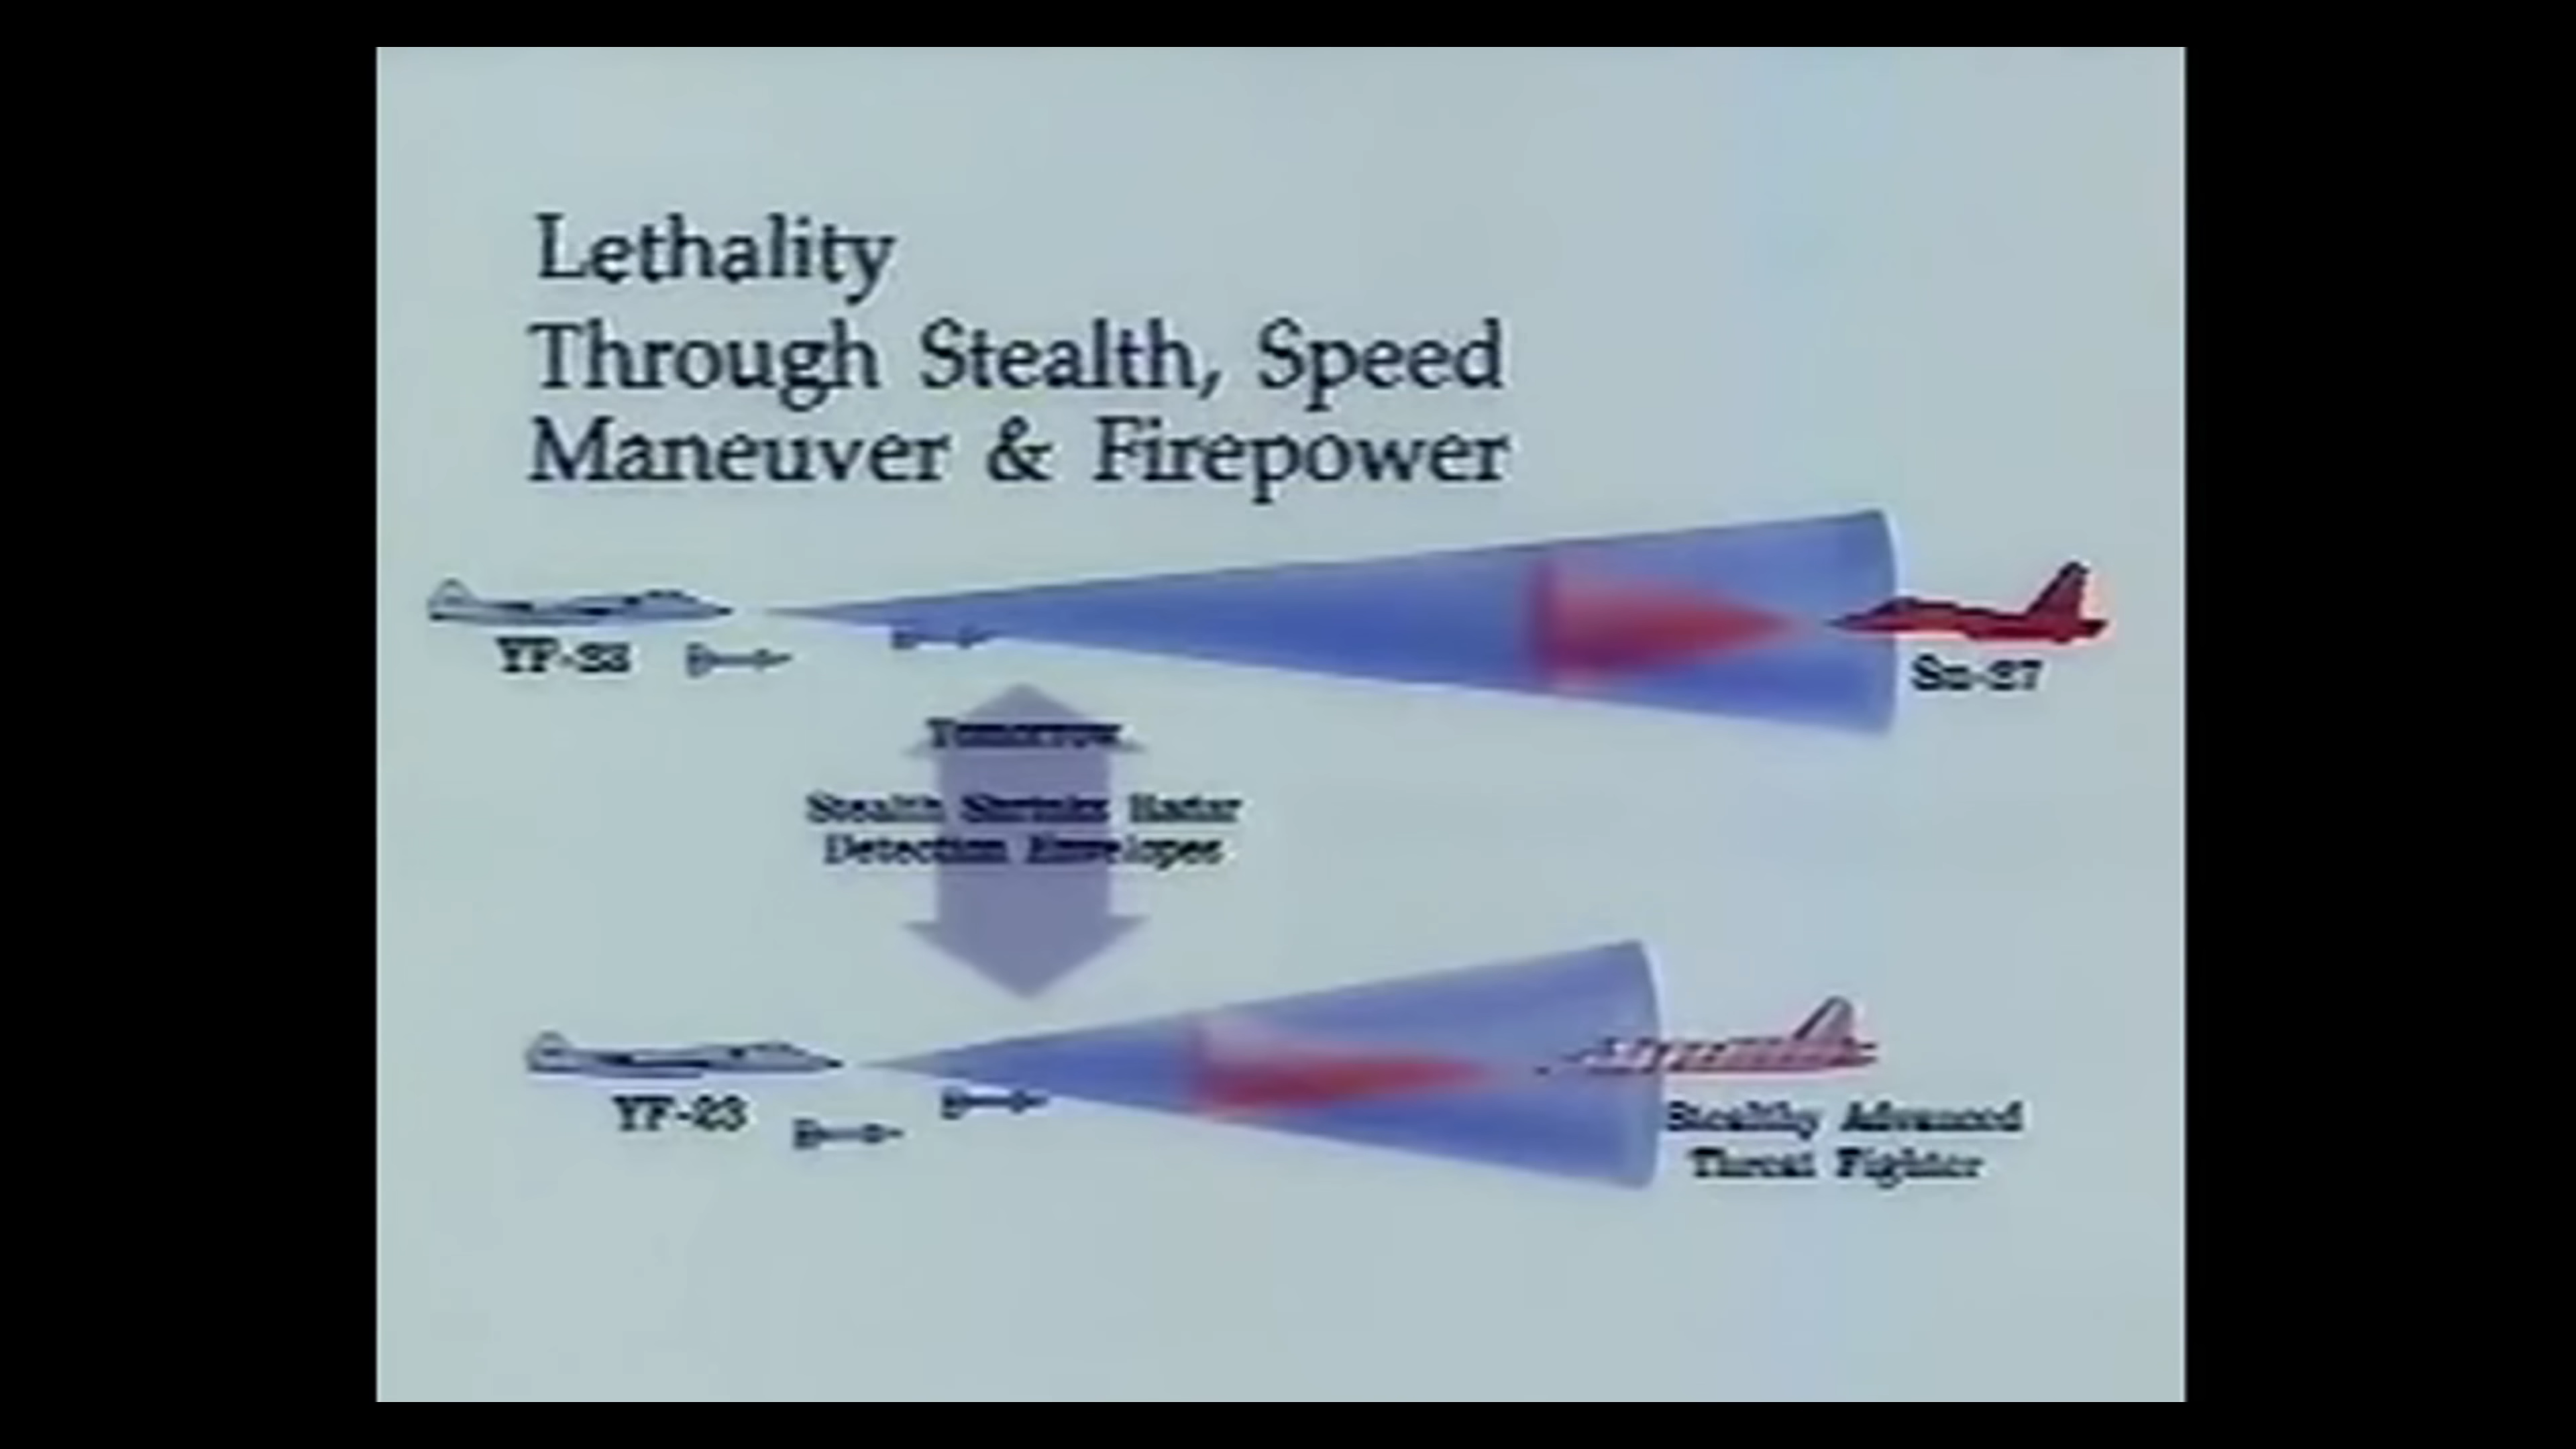 Lethality
Through Stealth, Speed
Maneuver & Firepower
YF-23
Su-27
Tomorrow
Stealth Shrinks Radar
Detection Envelopes
YF-23
Stealthy Advanced
Threat Fighter